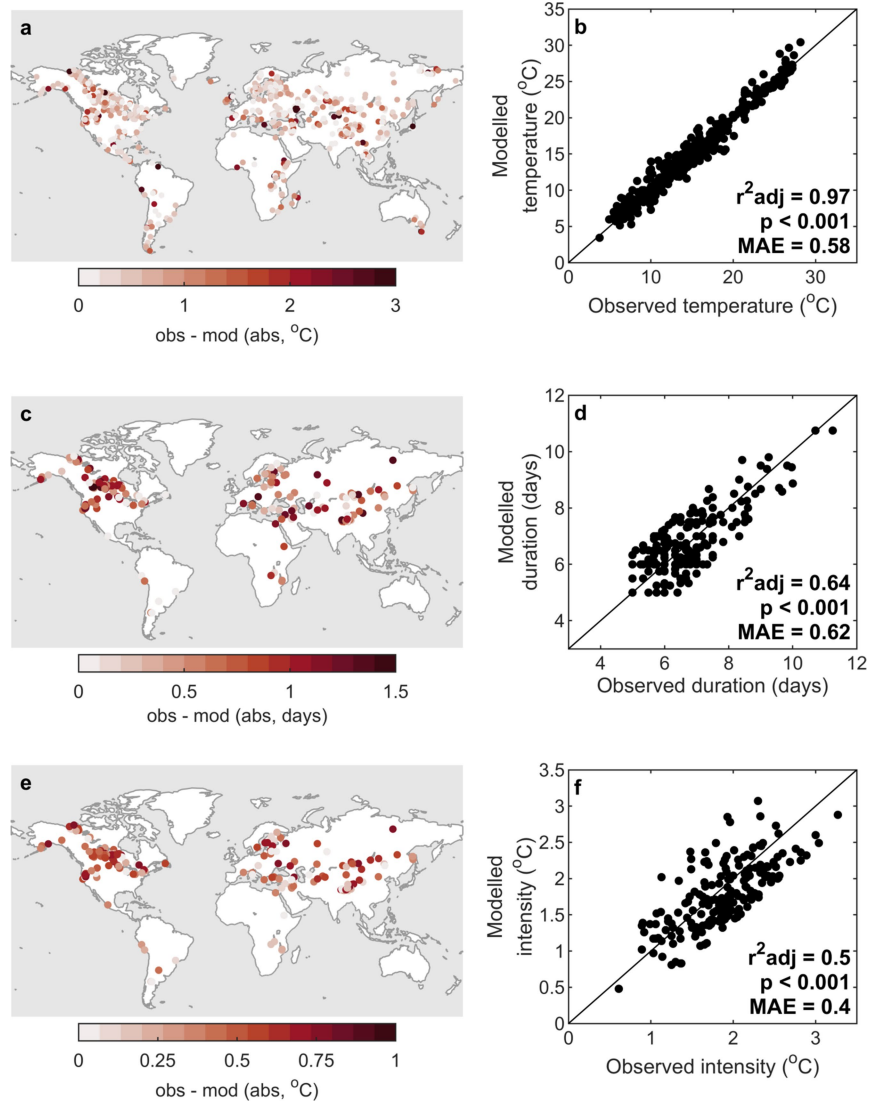 a
0
1
2
3
obs - mod (abs, °C)
b
35
30
25
20
15
10
5
0
Modelled
temperature (°C)
r²adj = 0.97
p < 0.001
MAE = 0.58
0
10
20
30
Observed temperature (°C)
c
0
0.5
1
1.5
obs - mod (abs, days)
d
12
10
8
6
4
Modelled
duration (days)
r²adj = 0.64
p < 0.001
MAE = 0.62
4
6
8
10
12
Observed duration (days)
e
0
0.25
0.5
0.75
1
obs - mod (abs, °C)
f
3.5
3
2.5
2
1.5
1
0.5
0
Modelled
intensity (°C)
r²adj = 0.5
p < 0.001
MAE = 0.4
0
1
2
3
Observed intensity (°C)